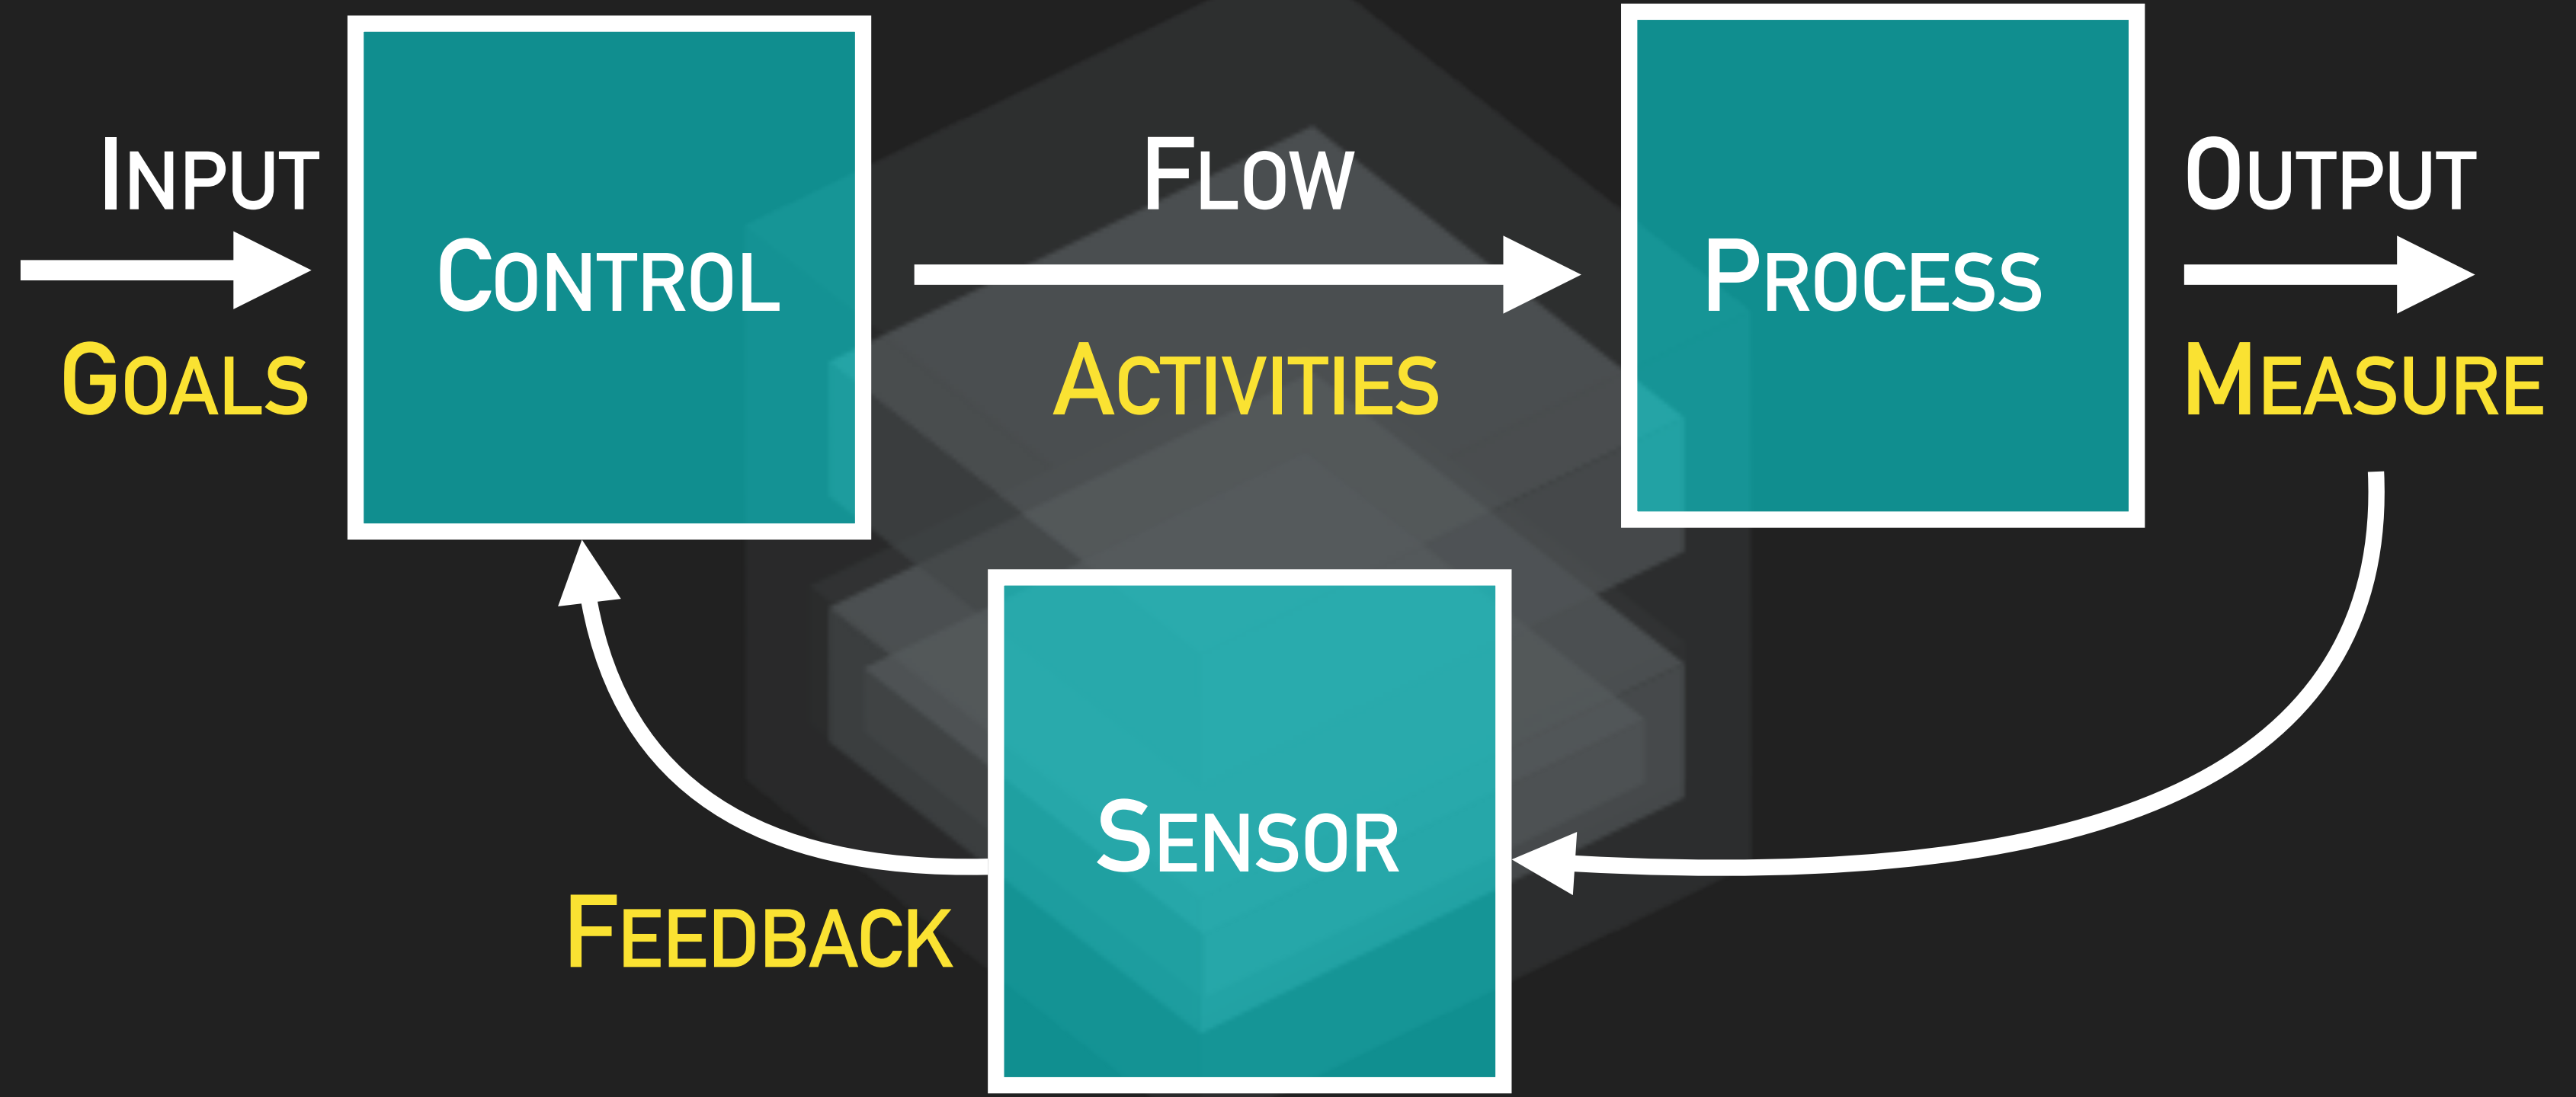 INPUT
GOALS
CONTROL
FLOW
ACTIVITIES
PROCESS
OUTPUT
MEASURE
SENSOR
FEEDBACK